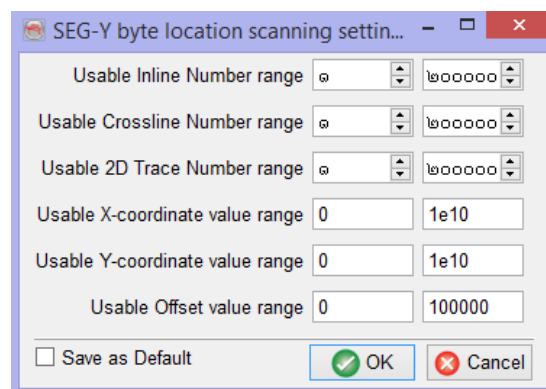 SEG-Y byte location scanning settin...
Usable Inline Number range ๑ ๒๐๐๐๐๐
Usable Crossline Number range ๑ ๒๐๐๐๐๐
Usable 2D Trace Number range ๑ ๒๐๐๐๐๐
Usable X-coordinate value range 0 1e10
Usable Y-coordinate value range 0 1e10
Usable Offset value range 0 100000
Save as Default OK Cancel